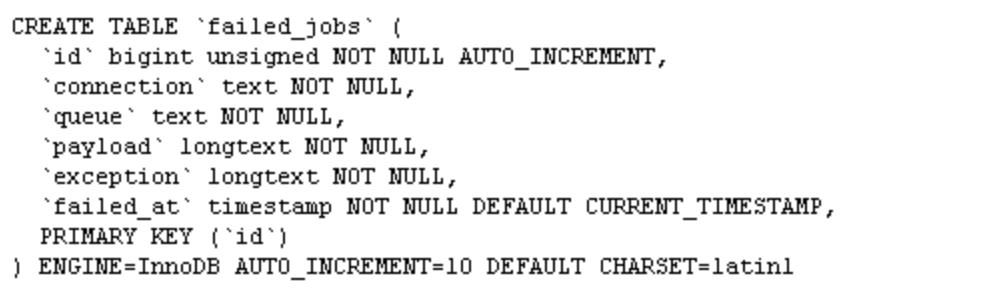 CREATE TABLE `failed_jobs` (
  `id` bigint unsigned NOT NULL AUTO_INCREMENT,
  `connection` text NOT NULL,
  `queue` text NOT NULL,
  `payload` longtext NOT NULL,
  `exception` longtext NOT NULL,
  `failed_at` timestamp NOT NULL DEFAULT CURRENT_TIMESTAMP,
  PRIMARY KEY (`id`)
) ENGINE=InnoDB AUTO_INCREMENT=10 DEFAULT CHARSET=latin1